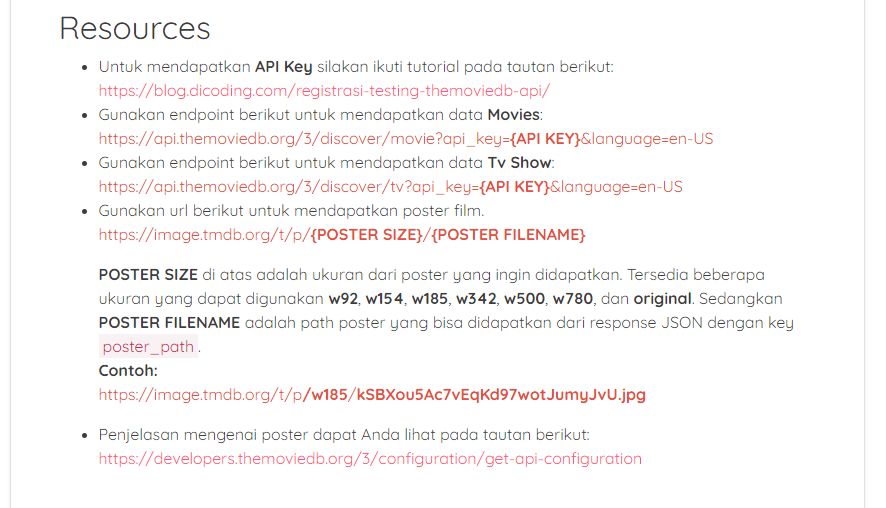 Resources
Untuk mendapatkan API Key silakan ikuti tutorial pada tautan berikut:
https://blog.dicoding.com/registrasi-testing-themoviedb-api/
Gunakan endpoint berikut untuk mendapatkan data Movies:
https://api.themoviedb.org/3/discover/movie?api_key={API KEY}&language=en-US
Gunakan endpoint berikut untuk mendapatkan data Tv Show:
https://api.themoviedb.org/3/discover/tv?api_key={API KEY}&language=en-US
Gunakan url berikut untuk mendapatkan poster film.
https://image.tmdb.org/t/p/{POSTER SIZE}/{POSTER FILENAME}
POSTER SIZE di atas adalah ukuran dari poster yang ingin didapatkan. Tersedia beberapa
ukuran yang dapat digunakan w92, w154, w185, w342, w500, w780, dan original. Sedangkan
POSTER FILENAME adalah path poster yang bisa didapatkan dari response JSON dengan key
poster_path.
Contoh:
https://image.tmdb.org/t/p/w185/kSBXou5Ac7vEqKd97wotJumyJvU.jpg
Penjelasan mengenai poster dapat Anda lihat pada tautan berikut:
https://developers.themoviedb.org/3/configuration/get-api-configuration